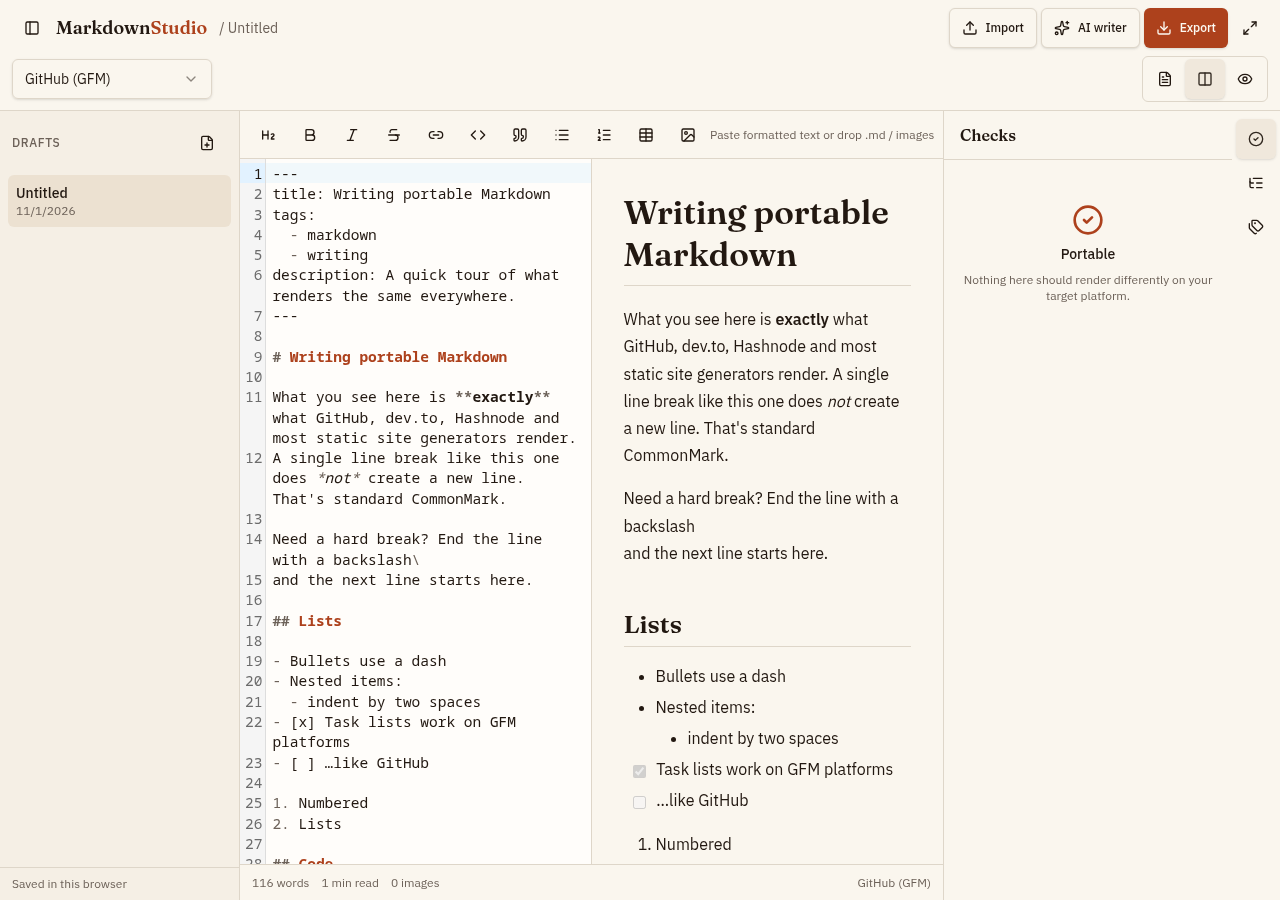 MarkdownStudio / Untitled
Import
AI writer
Export
GitHub (GFM)
DRAFTS
Untitled
11/1/2026
Saved in this browser
H2
Paste formatted text or drop .md / images
1 ---
2 title: Writing portable Markdown
3 tags:
4 - markdown
5 - writing
6 description: A quick tour of what
renders the same everywhere.
7 ---
8
9 # Writing portable Markdown
10
11 What you see here is **exactly**
what GitHub, dev.to, Hashnode and
most static site generators render.
12 A single line break like this one
does *not* create a new line.
That's standard CommonMark.
13
14 Need a hard break? End the line
with a backslash\
15 and the next line starts here.
16
17 ## Lists
18
19 - Bullets use a dash
20 - Nested items:
21 - indent by two spaces
22 - [x] Task lists work on GFM
platforms
23 - [ ] …like GitHub
24
25 1. Numbered
26 2. Lists
27
28 ## Code
Writing portable
Markdown
What you see here is exactly what
GitHub, dev.to, Hashnode and most
static site generators render. A single
line break like this one does not create
a new line. That's standard
CommonMark.
Need a hard break? End the line with a
backslash
and the next line starts here.
Lists
• Bullets use a dash
• Nested items:
• indent by two spaces
Task lists work on GFM platforms
…like GitHub
1. Numbered
116 words 1 min read 0 images
GitHub (GFM)
Checks
Portable
Nothing here should render differently on your
target platform.